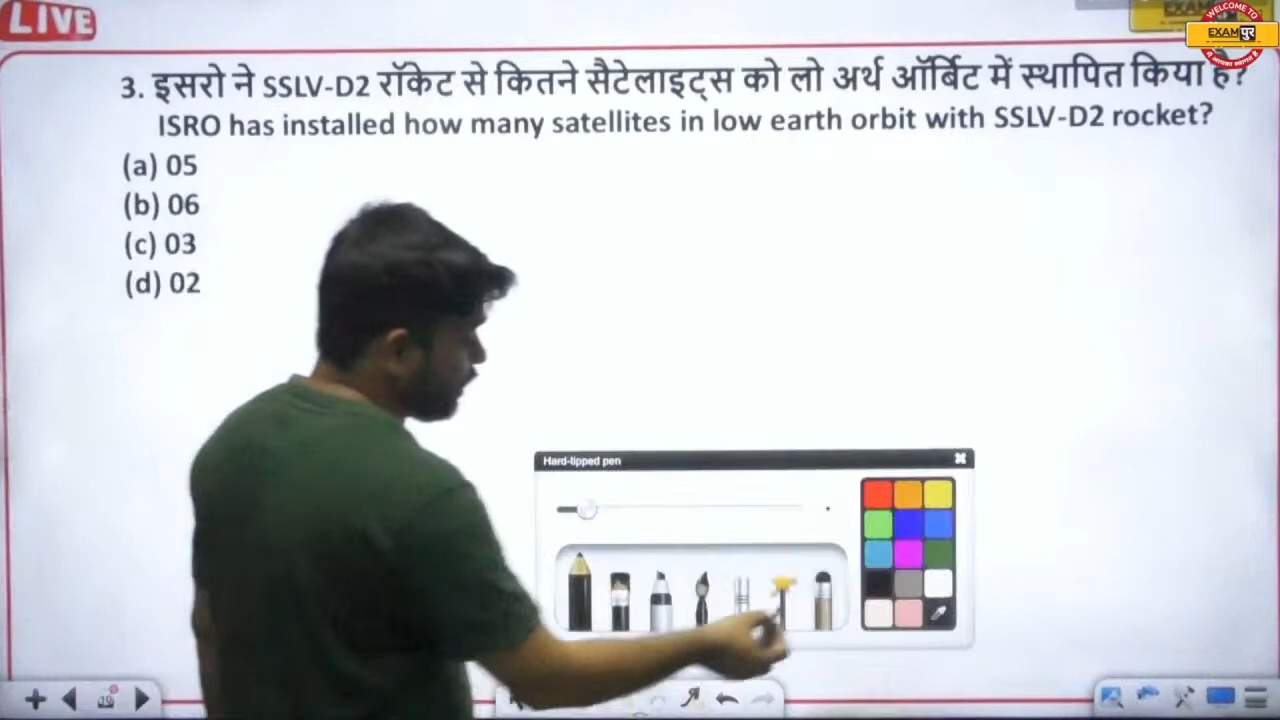 LIVE
EXAM
WELCOME TO
EXAMपुर
3. इसरो ने SSLV-D2 रॉकेट से कितने सैटेलाइट्स को लो अर्थ ऑर्बिट में स्थापित किया है?
ISRO has installed how many satellites in low earth orbit with SSLV-D2 rocket?
(a) 05
(b) 06
(c) 03
(d) 02
Hard-tipped pen